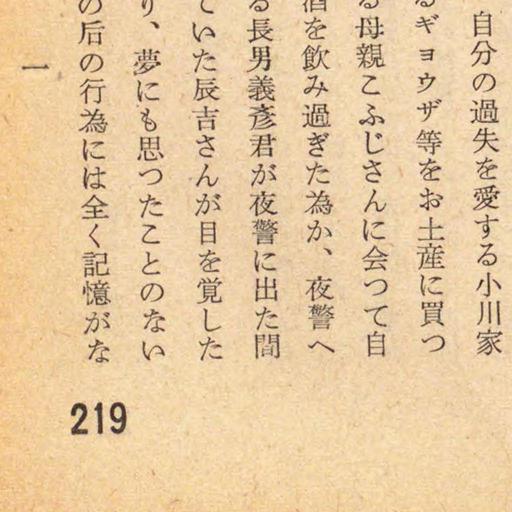 自分の過失を愛する小川家
るギョウザ等をお土産に買つ
る母親こふじさんに会つて自
酒を飲み過ぎた為か、夜警へ
る長男義彥君が夜警に出た間
ていた辰吉さんが目を覚した
り、夢にも思つたことのない
の后の行為には全く記憶がな
一
219